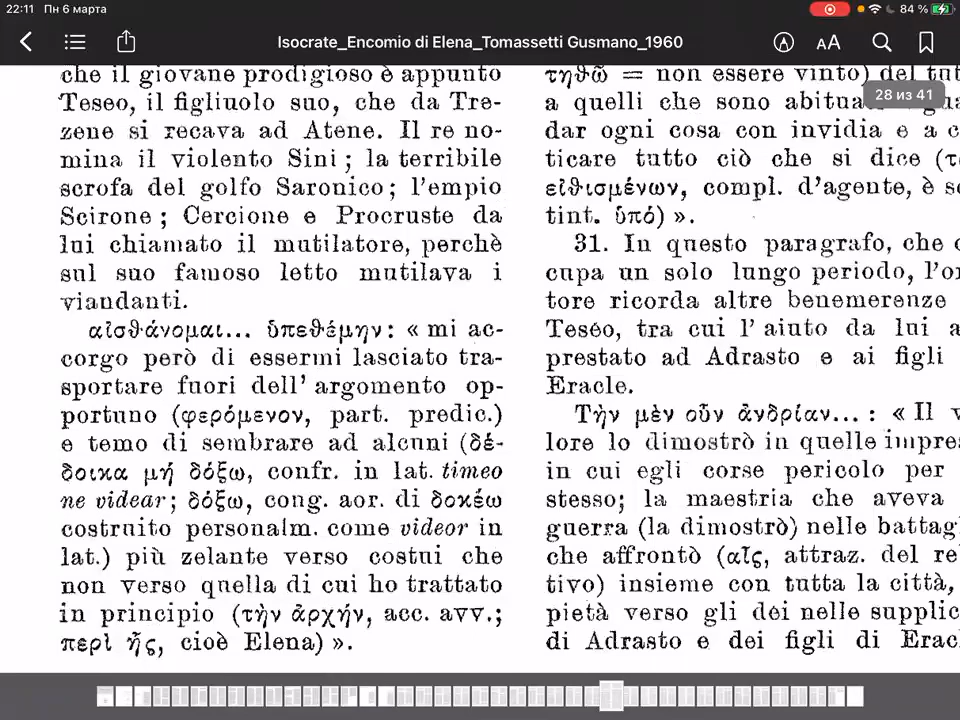 22:11 Пн 6 марта
84 %
Isocrate_Encomio di Elena_Tomassetti Gusmano_1960
AA
28 из 41
che il giovane prodigioso è appunto
Teseo, il figliuolo suo, che da Tre-
zene si recava ad Atene. Il re no-
mina il violento Sini; la terribile
scrofa del golfo Saronico; l'empio
Scirone; Cercione e Procruste da
lui chiamato il mutilatore, perchè
sul suo famoso letto mutilava i
viandanti.
αἰσθάνομαι... ὑπεθέμην: « mi ac-
corgo però di essermi lasciato tra-
sportare fuori dell' argomento op-
portuno (φερόμενον, part. predic.)
e temo di sembrare ad alcuni (δέ-
δοικα μή δόξω, confr. in lat. timeo
ne videar; δόξω, cong. aor. di δοκέω
costruito personalm. come videor in
lat.) più zelante verso costui che
non verso quella di cui ho trattato
in principio (τὴν ἀρχήν, acc. avv.;
περὶ ἧς, cioè Elena) ».
τηθῶ = non essere vinto) del
a quelli che sono
dar ogni cosa con invidia e a
ticare tutto ciò che si dice
εἰθισμένων, compl. d'agente, è
tint. ὑπό) ».
31. In questo paragrafo, che
cupa un solo lungo periodo,
tore ricorda altre benemerenze
Teseo, tra cui l' aiuto da lui
prestato ad Adrasto e ai figli
Eracle.
Τὴν μὲν οὖν ἀνδρίαν... : « Il
lore lo dimostrò in quelle
in cui egli corse pericolo per
stesso; la maestria che aveva
guerra (la dimostrò) nelle
che affrontò (αἷς, attraz. del
tivo) insieme con tutta la città,
pietà verso gli dei nelle
di Adrasto e dei figli di